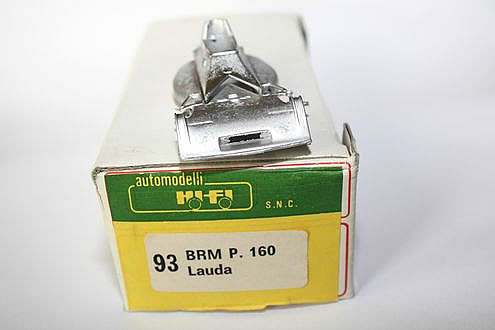 automodelli
HI-FI
S.N.C.
93 BRM P. 160
Lauda